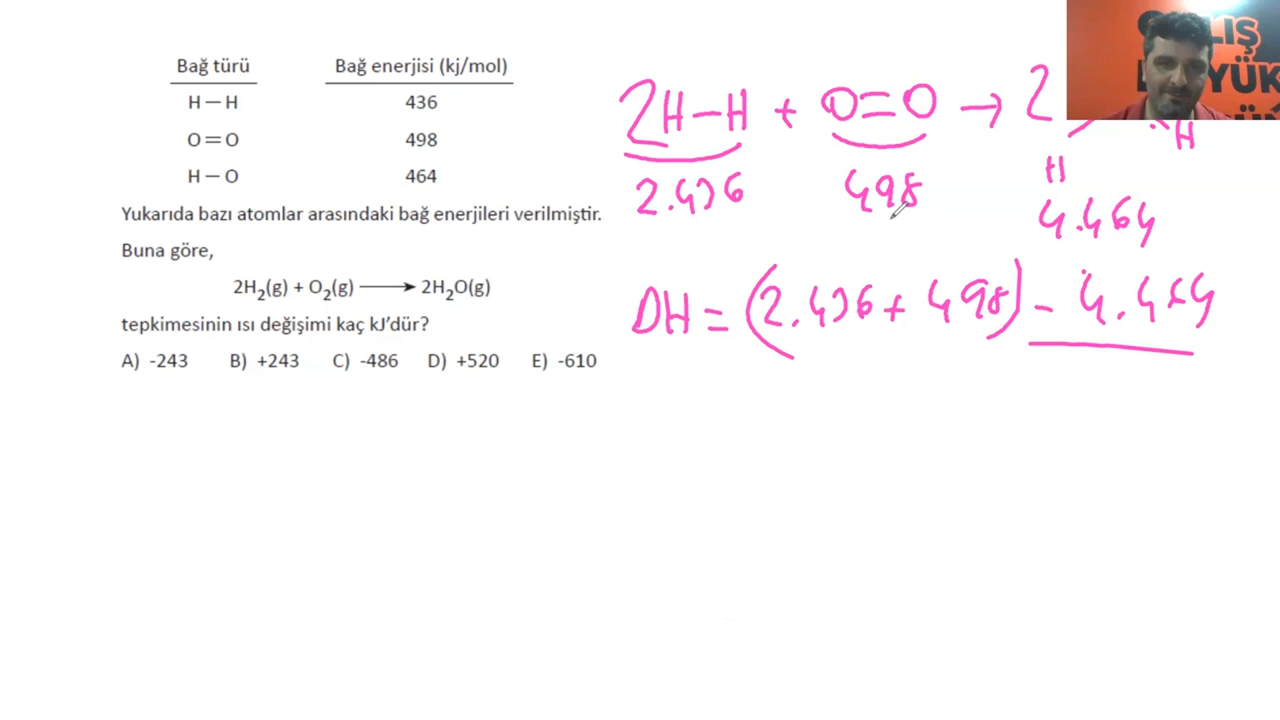 Bağ türü Bağ enerjisi (kj/mol)
H — H 436
O = O 498
H — O 464
Yukarıda bazı atomlar arasındaki bağ enerjileri verilmiştir.
Buna göre,
2H₂(g) + O₂(g) ⟶ 2H₂O(g)
tepkimesinin ısı değişimi kaç kJ’dür?
A) -243 B) +243 C) -486 D) +520 E) -610
2H—H + O=O → 2
H
H
2.436 498 4.464
DH = (2.436 + 498) - 4.464